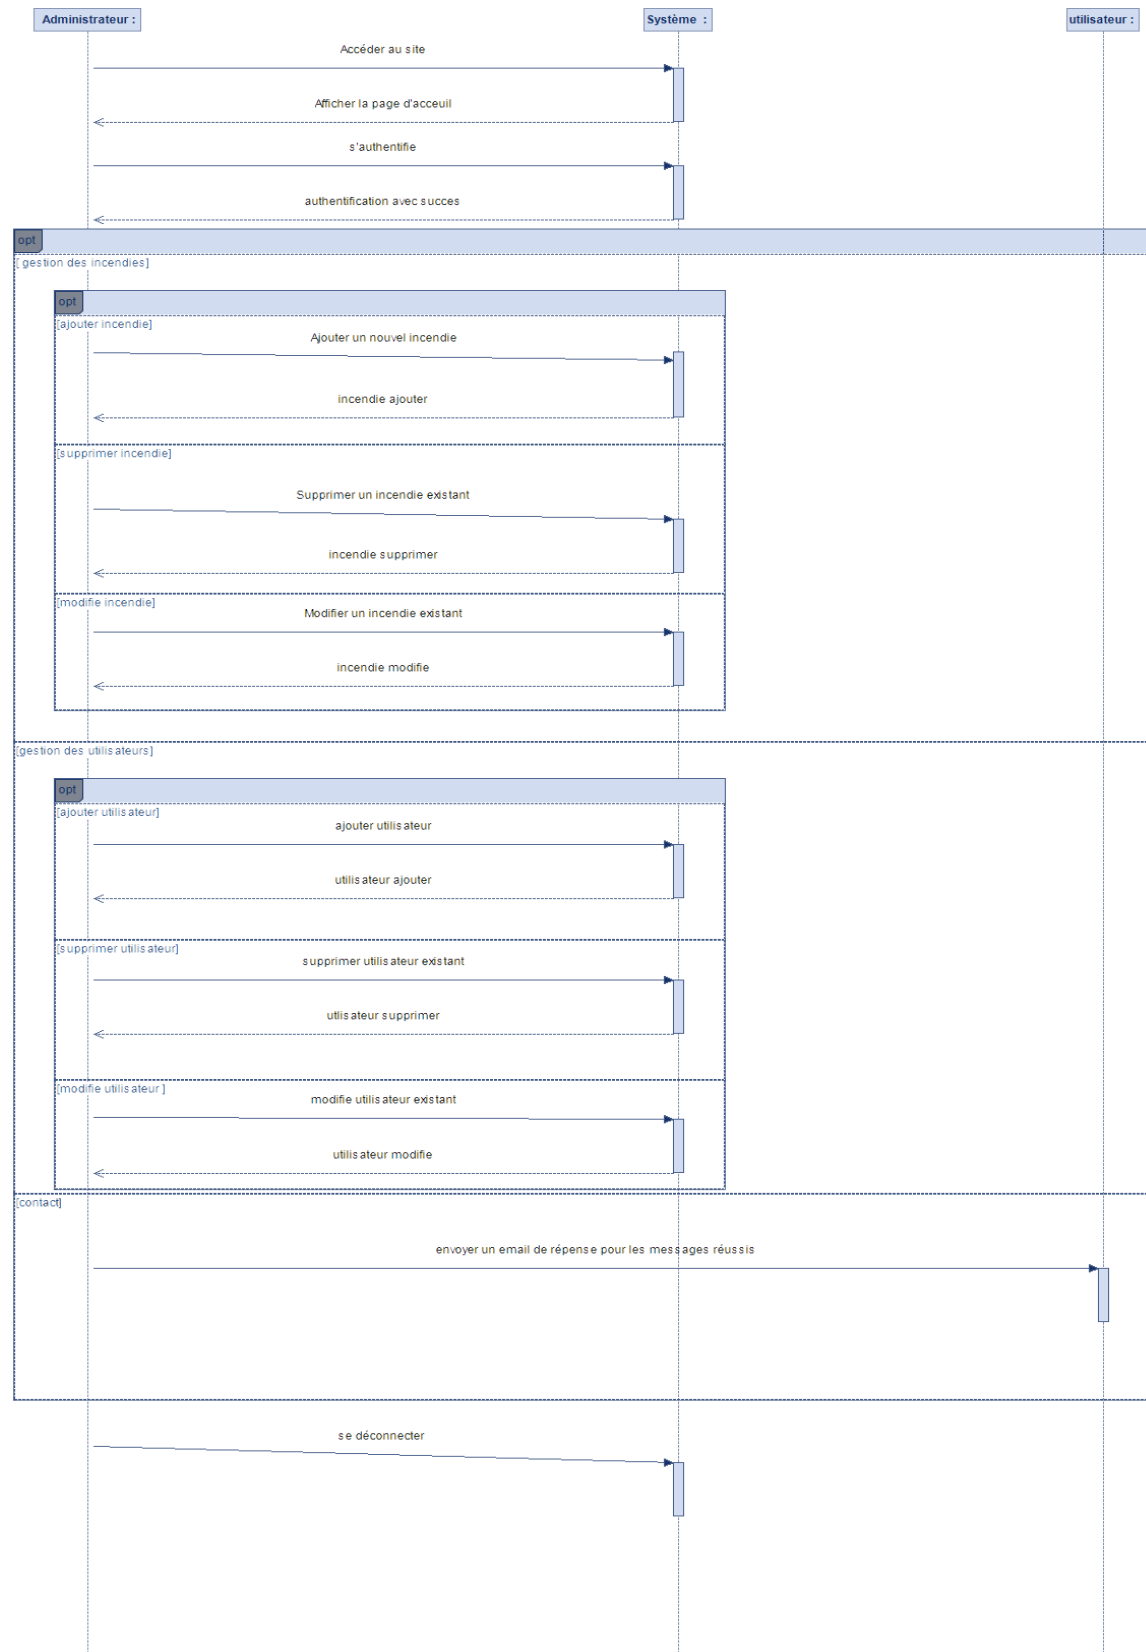 Administrateur :
Système :
utilisateur :
Accéder au site
Afficher la page d'acceuil
s'authentifie
authentification avec succes
opt
[ gestion des incendies]
opt
[ajouter incendie]
Ajouter un nouvel incendie
incendie ajouter
[supprimer incendie]
Supprimer un incendie existant
incendie supprimer
[modifie incendie]
Modifier un incendie existant
incendie modifie
[gestion des utilisateurs]
opt
[ajouter utilisateur]
ajouter utilisateur
utilisateur ajouter
[supprimer utilisateur]
supprimer utilisateur existant
utlisateur supprimer
[modifie utilisateur ]
modifie utilisateur existant
utilisateur modifie
[contact]
envoyer un email de répense pour les messages réussis
se déconnecter